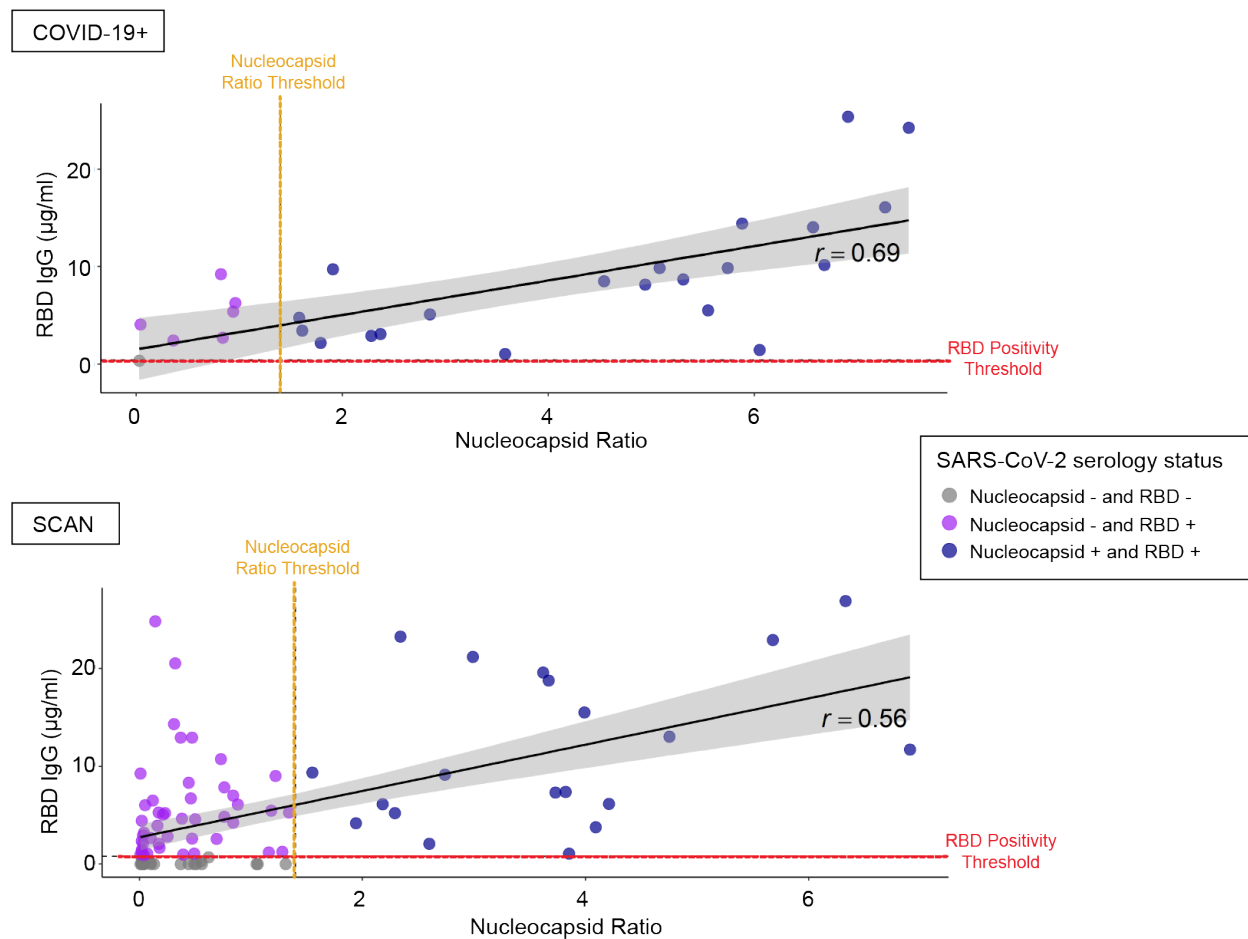 COVID-19+
Nucleocapsid
Ratio Threshold
20
10
0
RBD IgG (µg/ml)
r = 0.69
RBD Positivity
Threshold
0 2 4 6
Nucleocapsid Ratio
SARS-CoV-2 serology status
Nucleocapsid - and RBD -
Nucleocapsid - and RBD +
Nucleocapsid + and RBD +
SCAN
Nucleocapsid
Ratio Threshold
20
10
0
RBD IgG (µg/ml)
r = 0.56
RBD Positivity
Threshold
0 2 4 6
Nucleocapsid Ratio